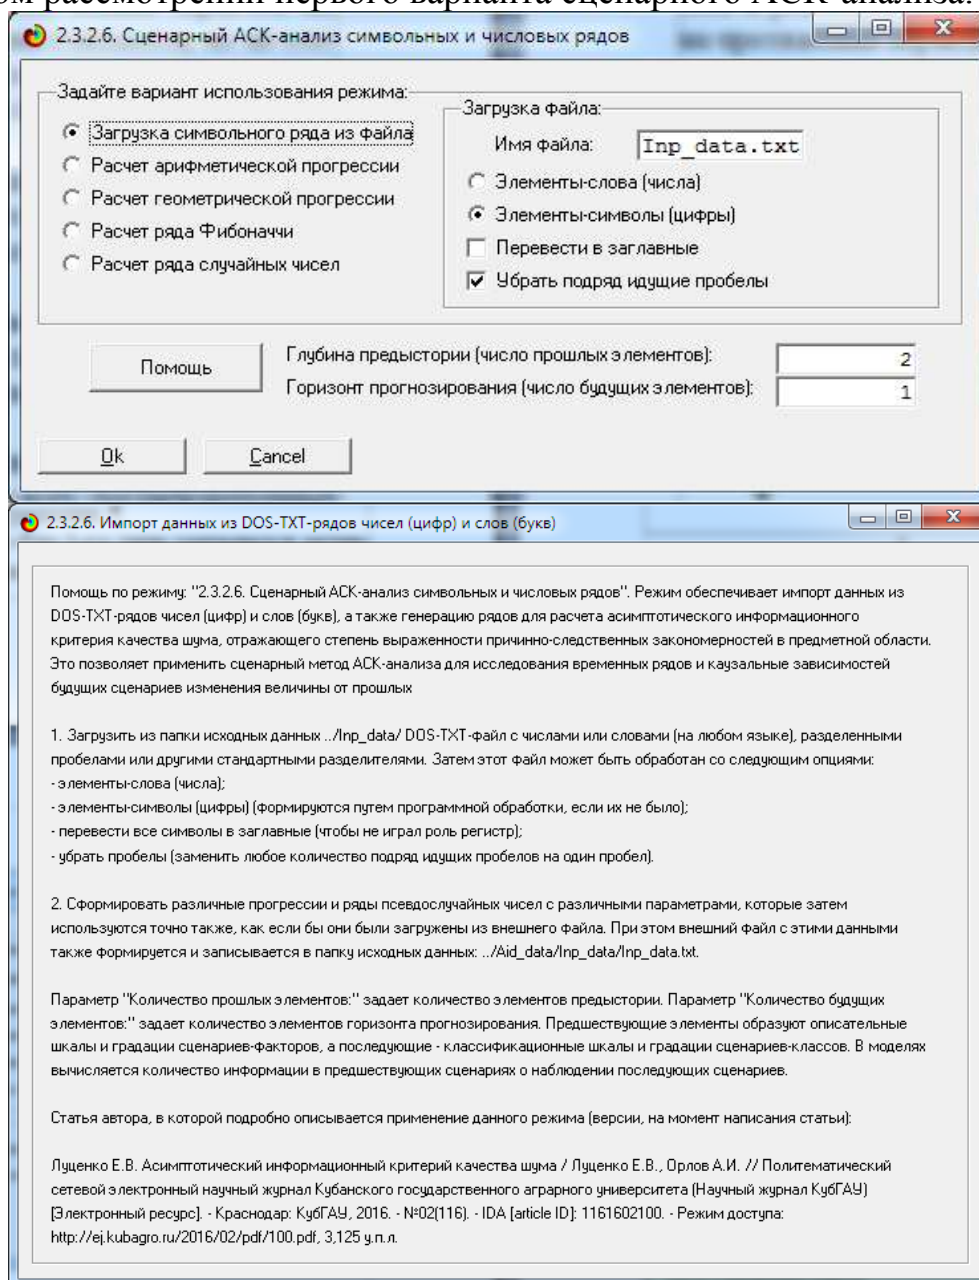 ом рассмотрении первого варианта сценарного АСК-анализа.
2.3.2.6. Сценарный АСК-анализ символьных и числовых рядов
Задайте вариант использования режима:
Загрузка символьного ряда из файла
Расчет арифметической прогрессии
Расчет геометрической прогрессии
Расчет ряда Фибоначчи
Расчет ряда случайных чисел
Загрузка файла:
Имя файла: Inp_data.txt
Элементы-слова (числа)
Элементы-символы (цифры)
Перевести в заглавные
Убрать подряд идущие пробелы
Помощь
Глубина предыстории (число прошлых элементов): 2
Горизонт прогнозирования (число будущих элементов): 1
Ok Cancel
2.3.2.6. Импорт данных из DOS-TXT-рядов чисел (цифр) и слов (букв)
Помощь по режиму: "2.3.2.6. Сценарный АСК-анализ символьных и числовых рядов". Режим обеспечивает импорт данных из
DOS-TXT-рядов чисел (цифр) и слов (букв), а также генерацию рядов для расчета асимптотического информационного
критерия качества шума, отражающего степень выраженности причинно-следственных закономерностей в предметной области.
Это позволяет применить сценарный метод АСК-анализа для исследования временных рядов и каузальные зависимостей
будущих сценариев изменения величины от прошлых
1. Загрузить из папки исходных данных ../Inp_data/ DOS-TXT-файл с числами или словами (на любом языке), разделенными
пробелами или другими стандартными разделителями. Затем этот файл может быть обработан со следующим опциями:
- элементы-слова (числа);
- элементы-символы (цифры) (формируются путем программной обработки, если их не было);
- перевести все символы в заглавные (чтобы не играл роль регистр);
- убрать пробелы (заменить любое количество подряд идущих пробелов на один пробел).
2. Сформировать различные прогрессии и ряды псевдослучайных чисел с различными параметрами, которые затем
используются точно также, как если бы они были загружены из внешнего файла. При этом внешний файл с этими данными
также формируется и записывается в папку исходных данных: ../Aid_data/Inp_data/Inp_data.txt.
Параметр "Количество прошлых элементов:" задает количество элементов предыстории. Параметр "Количество будущих
элементов:" задает количество элементов горизонта прогнозирования. Предшествующие элементы образуют описательные
шкалы и градации сценариев-факторов, а последующие - классификационные шкалы и градации сценариев-классов. В моделях
вычисляется количество информации в предшествующих сценариях о наблюдении последующих сценариев.
Статья автора, в которой подробно описывается применение данного режима (версии, на момент написания статьи):
Луценко Е.В. Асимптотический информационный критерий качества шума / Луценко Е.В., Орлов А.И. // Политематический
сетевой электронный научный журнал Кубанского государственного аграрного университета (Научный журнал КубГАУ)
[Электронный ресурс]. - Краснодар: КубГАУ, 2016. - №02(116). - IDA [article ID]: 1161602100. - Режим доступа:
http://ej.kubagro.ru/2016/02/pdf/100.pdf, 3,125 у.п.л.